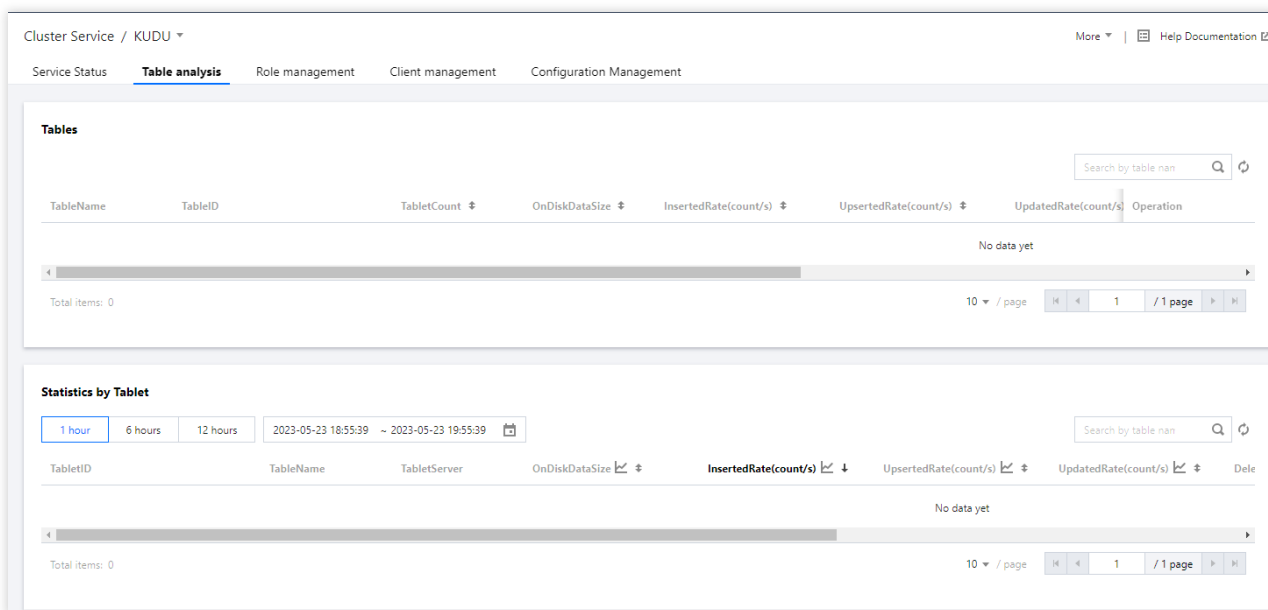 Cluster Service / KUDU
More | Help Documentation
Service Status Table analysis Role management Client management Configuration Management
Tables
Search by table nan
TableName TableID TabletCount OnDiskDataSize InsertedRate(count/s) UpsertedRate(count/s) UpdatedRate(count/s) Operation
No data yet
Total items: 0 10 / page 1 / 1 page
Statistics by Tablet
1 hour 6 hours 12 hours 2023-05-23 18:55:39 ~ 2023-05-23 19:55:39 Search by table nan
TabletID TableName TabletServer OnDiskDataSize InsertedRate(count/s) UpsertedRate(count/s) UpdatedRate(count/s) Dele
No data yet
Total items: 0 10 / page 1 / 1 page